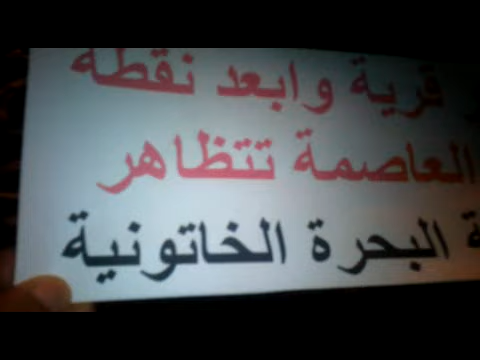 قرية وابعد نقطة
العاصمة تتظاهر
ة البحرة الخاتونية